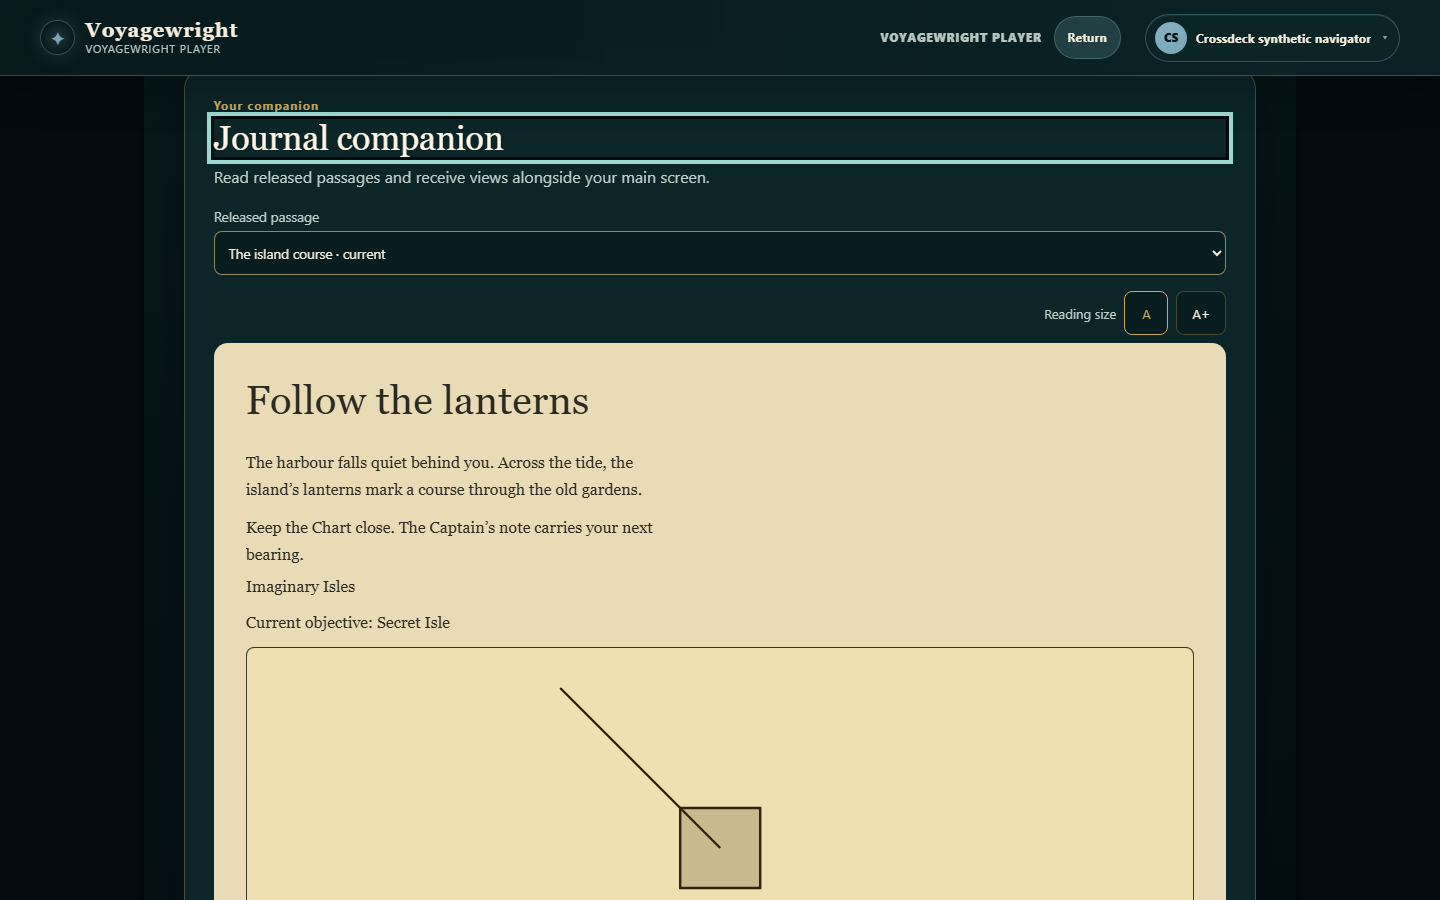 Voyagewright
VOYAGEWRIGHT PLAYER
VOYAGEWRIGHT PLAYER
Return
CS
Crossdeck synthetic navigator
Your companion
Journal companion
Read released passages and receive views alongside your main screen.
Released passage
The island course · current
Reading size
A
A+
Follow the lanterns
The harbour falls quiet behind you. Across the tide, the
island’s lanterns mark a course through the old gardens.
Keep the Chart close. The Captain’s note carries your next
bearing.
Imaginary Isles
Current objective: Secret Isle